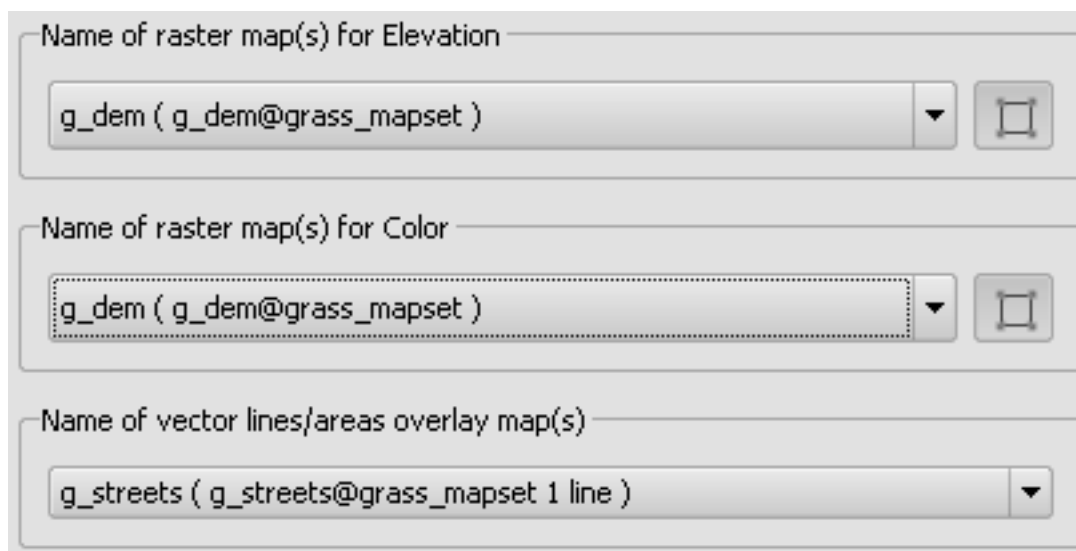 Name of raster map(s) for Elevation
g_dem ( g_dem@grass_mapset )
Name of raster map(s) for Color
g_dem ( g_dem@grass_mapset )
Name of vector lines/areas overlay map(s)
g_streets ( g_streets@grass_mapset 1 line )